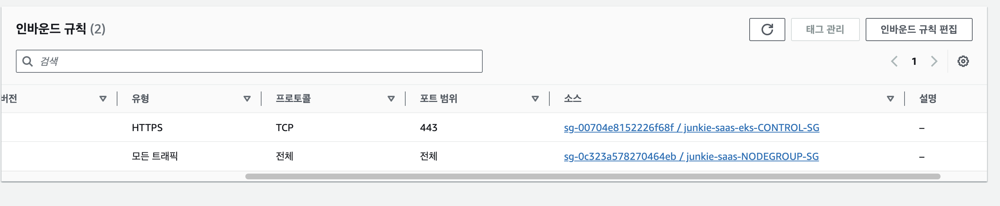 인바운드 규칙 (2)
태그 관리
인바운드 규칙 편집
검색
1
버전 유형 프로토콜 포트 범위 소스 설명
HTTPS TCP 443 sg-00704e8152226f68f / junkie-saas-eks-CONTROL-SG –
모든 트래픽 전체 전체 sg-0c323a578270464eb / junkie-saas-NODEGROUP-SG –